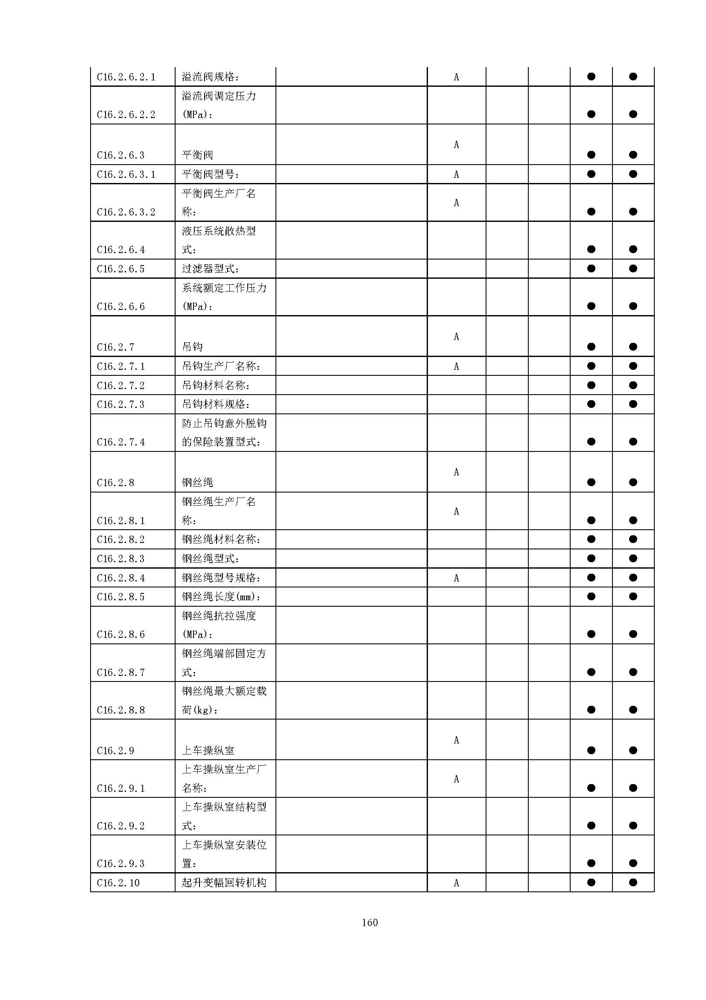 C16.2.6.2.1 溢流阀规格： A ● ●
溢流阀调定压力
C16.2.6.2.2 (MPa)： ● ●
A
C16.2.6.3 平衡阀 ● ●
C16.2.6.3.1 平衡阀型号： A ● ●
平衡阀生产厂名
A
C16.2.6.3.2 称： ● ●
液压系统散热型
C16.2.6.4 式： ● ●
C16.2.6.5 过滤器型式： ● ●
系统额定工作压力
C16.2.6.6 (MPa)： ● ●
A
C16.2.7 吊钩 ● ●
C16.2.7.1 吊钩生产厂名称： A ● ●
C16.2.7.2 吊钩材料名称： ● ●
C16.2.7.3 吊钩材料规格： ● ●
防止吊钩意外脱钩
C16.2.7.4 的保险装置型式： ● ●
A
C16.2.8 钢丝绳 ● ●
钢丝绳生产厂名
A
C16.2.8.1 称： ● ●
C16.2.8.2 钢丝绳材料名称： ● ●
C16.2.8.3 钢丝绳型式： ● ●
C16.2.8.4 钢丝绳型号规格： A ● ●
C16.2.8.5 钢丝绳长度(mm)： ● ●
钢丝绳抗拉强度
C16.2.8.6 (MPa)： ● ●
钢丝绳端部固定方
C16.2.8.7 式： ● ●
钢丝绳最大额定载
C16.2.8.8 荷(kg)： ● ●
A
C16.2.9 上车操纵室 ● ●
上车操纵室生产厂
A
C16.2.9.1 名称： ● ●
上车操纵室结构型
C16.2.9.2 式： ● ●
上车操纵室安装位
C16.2.9.3 置： ● ●
C16.2.10 起升变幅回转机构 A ● ●
160